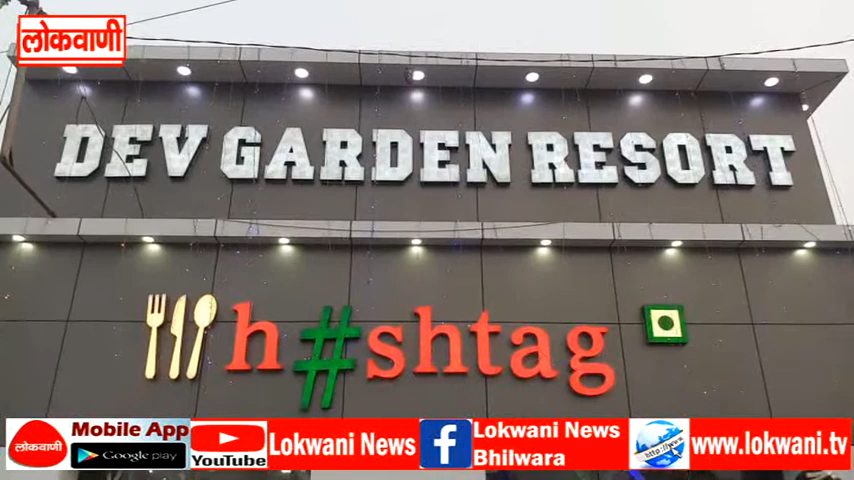 लोकवाणी
DEV GARDEN RESORT
h#shtag
लोकवाणी
Mobile App
Google play
YouTube
Lokwani News
f
Lokwani News
Bhilwara
http://w
www.lokwani.tv